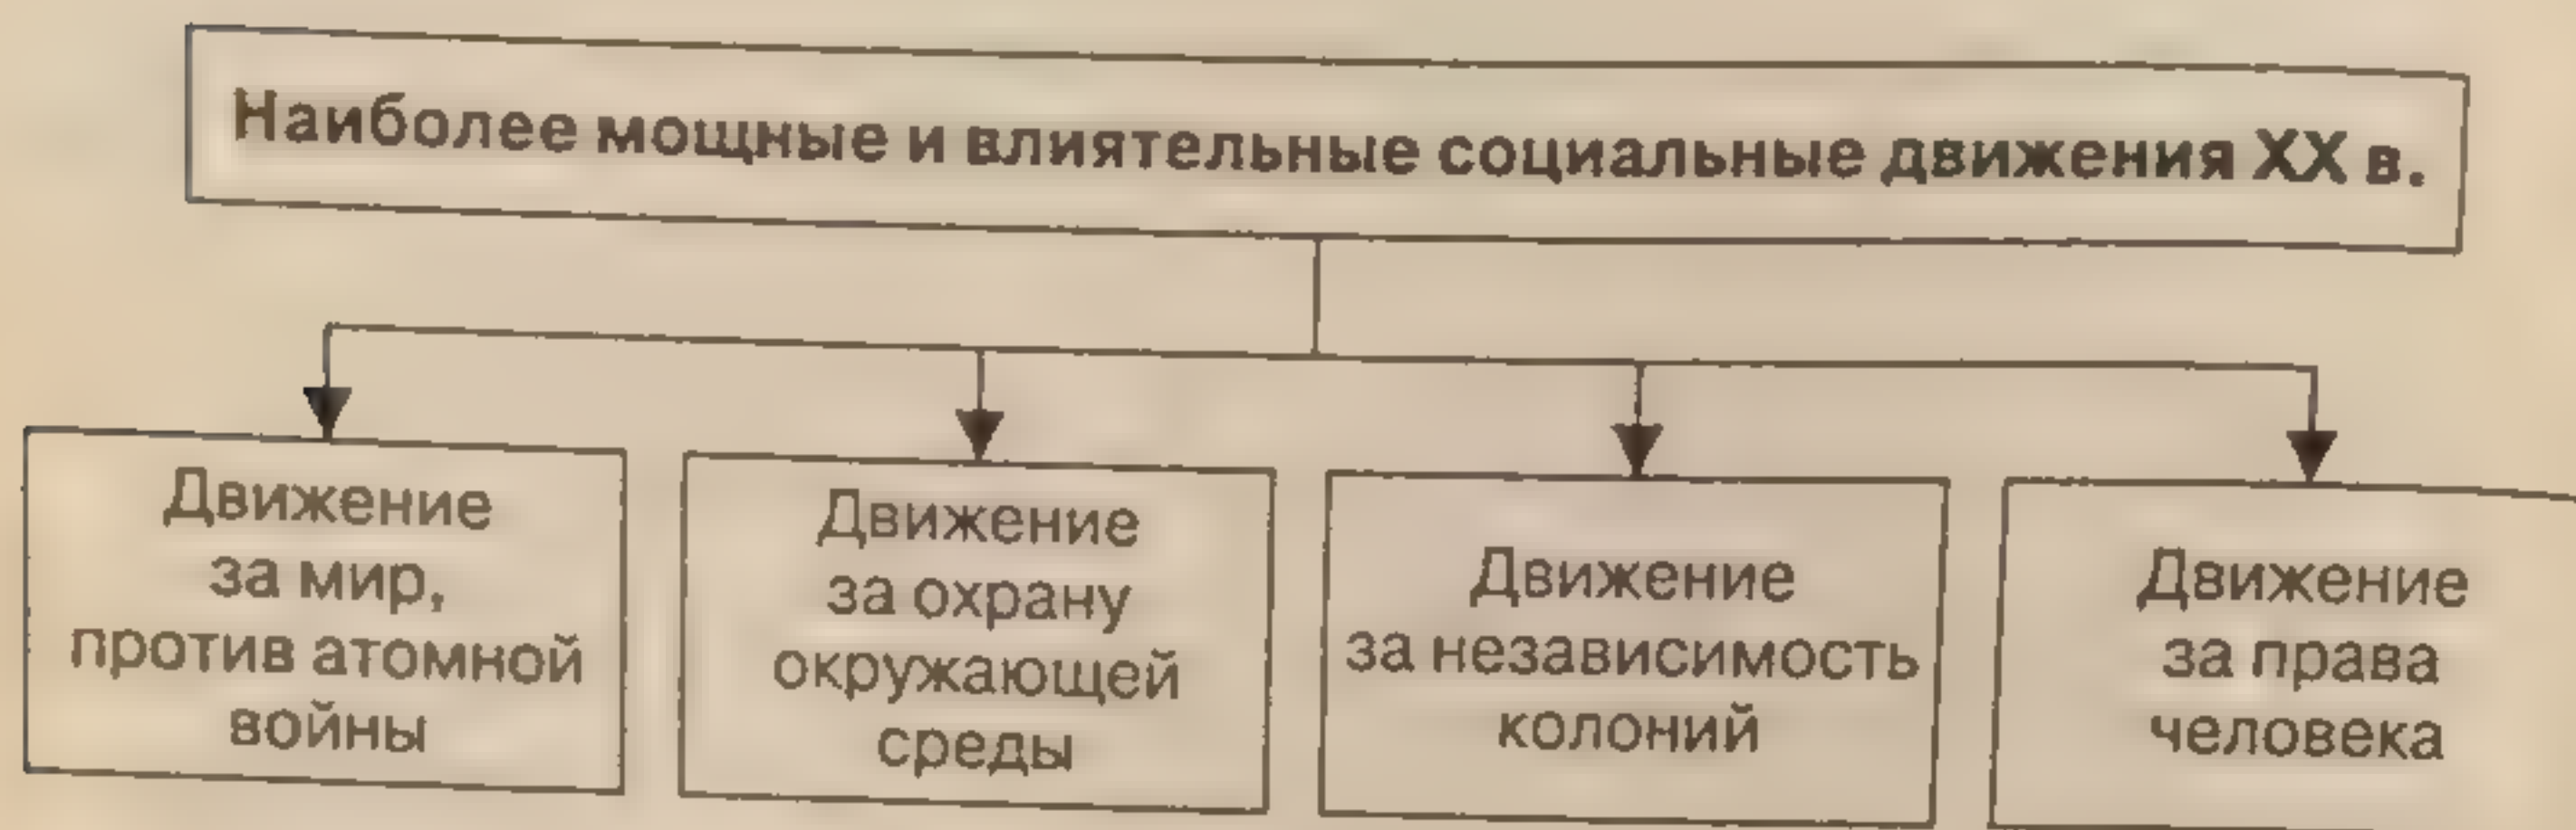 Наиболее мощные и влиятельные социальные движения XX в.
Движение
за мир,
против атомной
войны
Движение
за охрану
окружающей
среды
Движение
за независимость
колоний
Движение
за права
человека